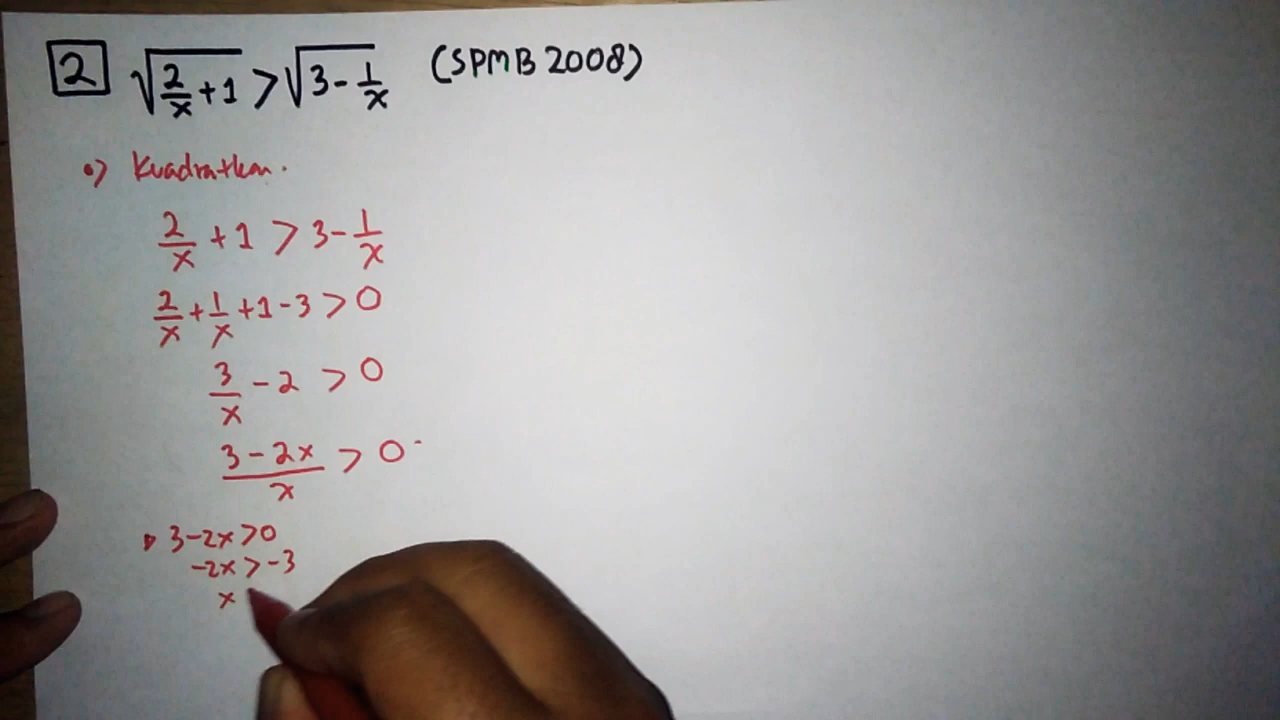 2 √(2/x + 1) > √(3 - 1/x) (SPMB 2008)
•) Kuadratkan.
2/x + 1 > 3 - 1/x
2/x + 1/x + 1 - 3 > 0
3/x - 2 > 0
(3 - 2x)/x > 0
3 - 2x > 0
-2x > -3
x